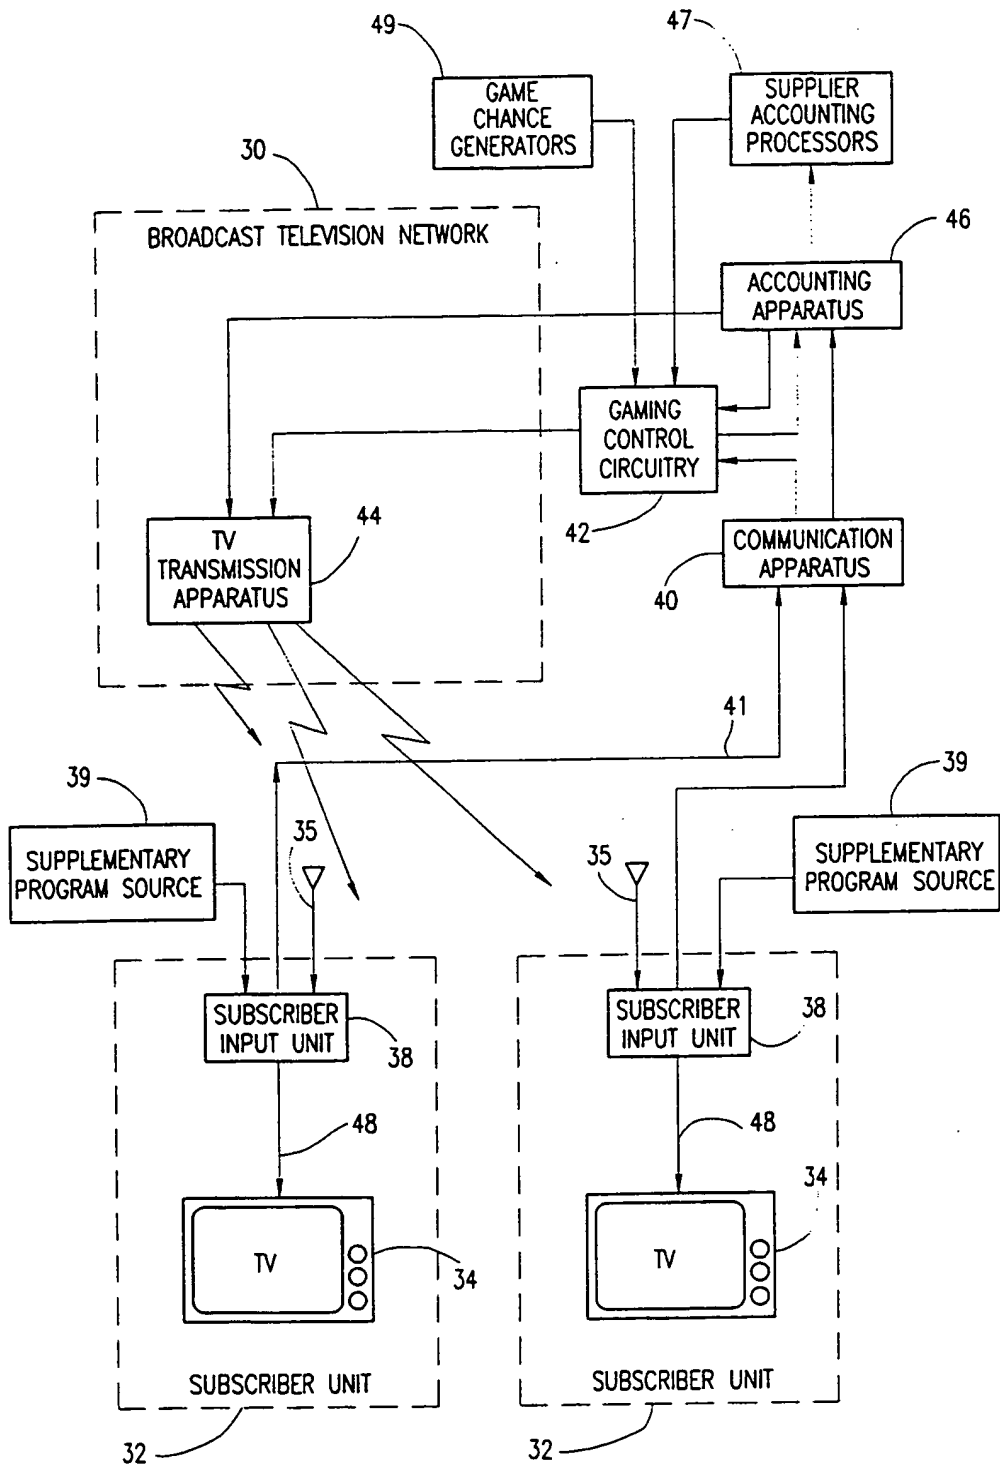 49
47
GAME
CHANCE
GENERATORS
SUPPLIER
ACCOUNTING
PROCESSORS
30
BROADCAST TELEVISION NETWORK
46
ACCOUNTING
APPARATUS
GAMING
CONTROL
CIRCUITRY
42
44
TV
TRANSMISSION
APPARATUS
COMMUNICATION
APPARATUS
40
41
39
39
35
35
SUPPLEMENTARY
PROGRAM SOURCE
SUPPLEMENTARY
PROGRAM SOURCE
SUBSCRIBER
INPUT UNIT
38
SUBSCRIBER
INPUT UNIT
38
48
48
TV
34
TV
34
SUBSCRIBER UNIT
SUBSCRIBER UNIT
32
32